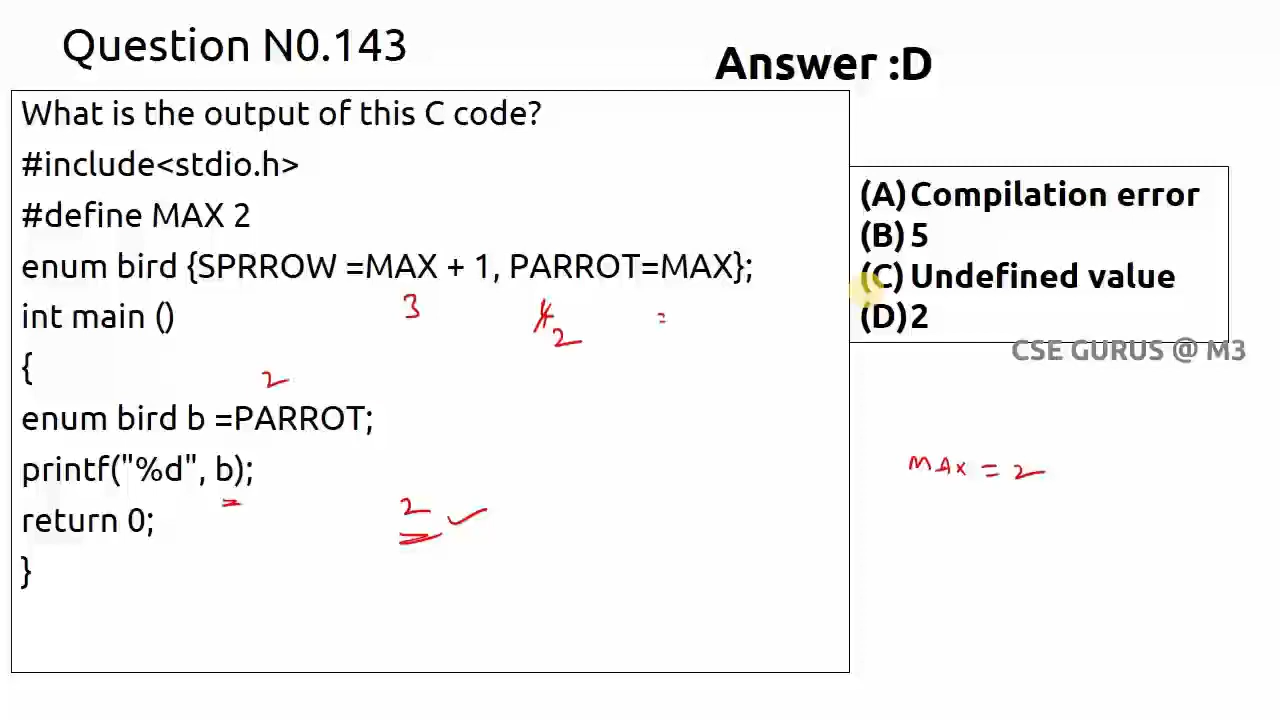 Question N0.143
Answer :D
What is the output of this C code?
#include<stdio.h>
#define MAX 2
enum bird {SPRROW =MAX + 1, PARROT=MAX};
3
4
2
=
int main ()
{
2
enum bird b =PARROT;
printf("%d", b);
return 0;
2
}
(A) Compilation error
(B) 5
(C) Undefined value
(D) 2
CSE GURUS @ M3
MAX = 2